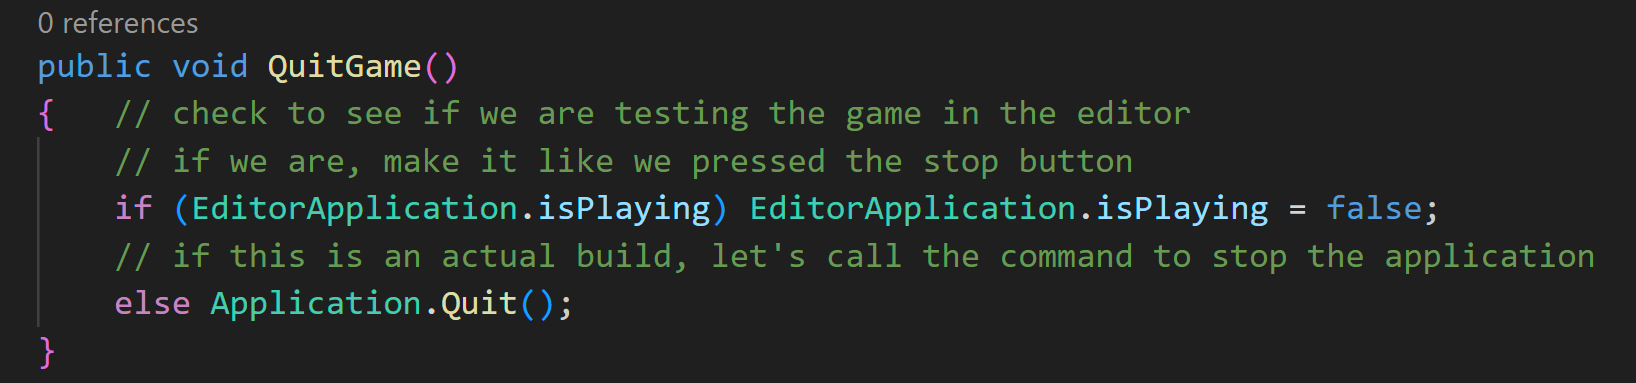 0 references
public void QuitGame()
{   // check to see if we are testing the game in the editor
    // if we are, make it like we pressed the stop button
    if (EditorApplication.isPlaying) EditorApplication.isPlaying = false;
    // if this is an actual build, let's call the command to stop the application
    else Application.Quit();
}